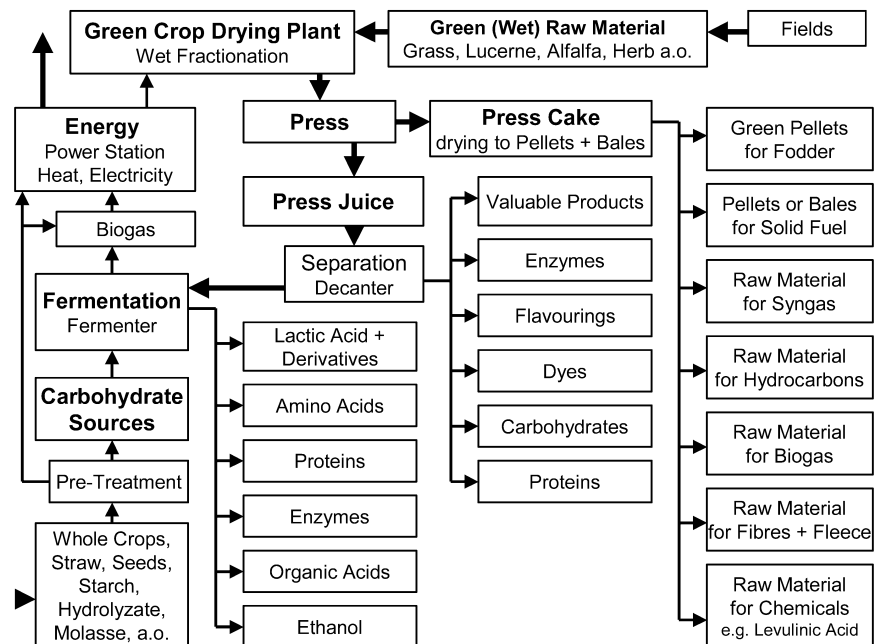 Green Crop Drying Plant
Wet Fractionation
Green (Wet) Raw Material
Grass, Lucerne, Alfalfa, Herb a.o.
Fields
Energy
Power Station
Heat, Electricity
Press
Press Cake
drying to Pellets + Bales
Green Pellets
for Fodder
Press Juice
Valuable Products
Pellets or Bales
for Solid Fuel
Biogas
Separation
Decanter
Enzymes
Raw Material
for Syngas
Fermentation
Fermenter
Flavourings
Lactic Acid +
Derivatives
Dyes
Raw Material
for Hydrocarbons
Carbohydrate
Sources
Amino Acids
Carbohydrates
Raw Material
for Biogas
Pre-Treatment
Proteins
Proteins
Whole Crops,
Straw, Seeds,
Starch,
Hydrolyzate,
Molasse, a.o.
Enzymes
Raw Material
for Fibres + Fleece
Organic Acids
Ethanol
Raw Material
for Chemicals
e.g. Levulinic Acid